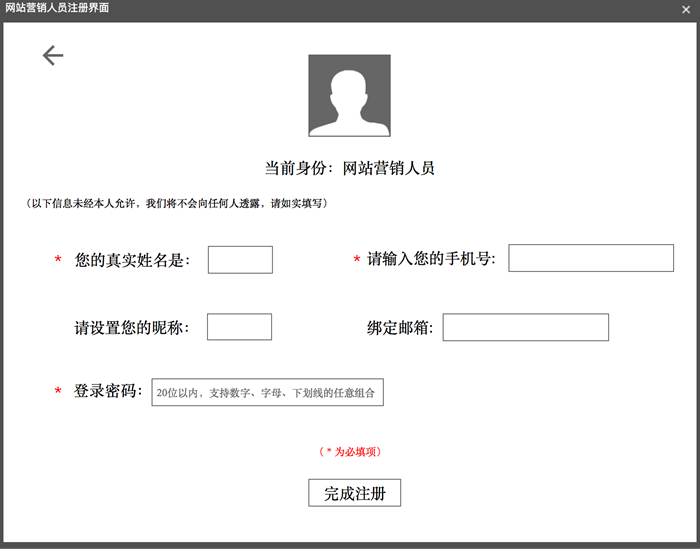 网站营销人员注册界面
当前身份：网站营销人员
（以下信息未经本人允许，我们将不会向任何人透露，请如实填写）
* 您的真实姓名是： * 请输入您的手机号:
请设置您的昵称： 绑定邮箱:
* 登录密码： 20位以内，支持数字、字母、下划线的任意组合
（ * 为必填项）
完成注册